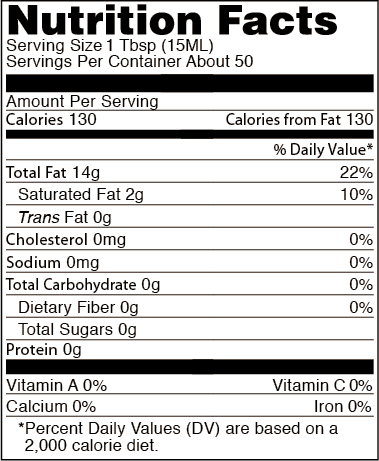 Nutrition Facts
Serving Size 1 Tbsp (15ML)
Servings Per Container About 50
Amount Per Serving
Calories 130 Calories from Fat 130
% Daily Value*
Total Fat 14g 22%
Saturated Fat 2g 10%
Trans Fat 0g
Cholesterol 0mg 0%
Sodium 0mg 0%
Total Carbohydrate 0g 0%
Dietary Fiber 0g 0%
Total Sugars 0g
Protein 0g
Vitamin A 0% Vitamin C 0%
Calcium 0% Iron 0%
*Percent Daily Values (DV) are based on a
2,000 calorie diet.